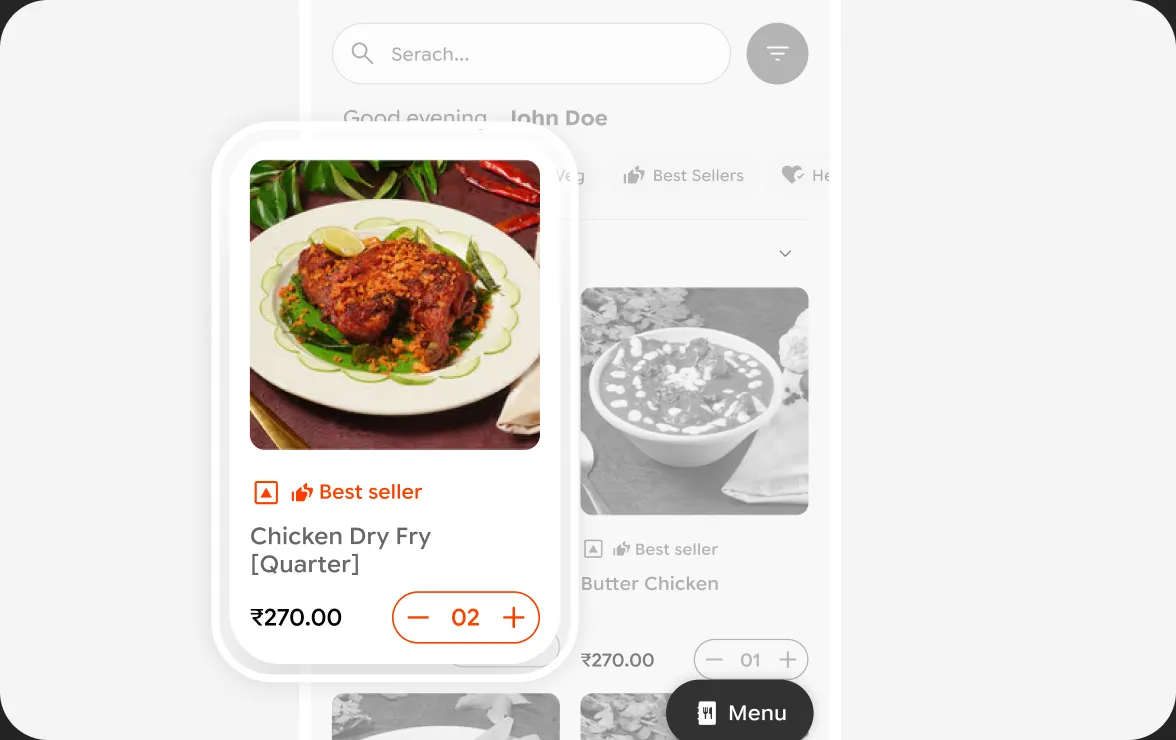 Serach...
Good evening John Doe
Veg
Best Sellers
He
Best seller
Chicken Dry Fry
[Quarter]
₹270.00
02
Best seller
Butter Chicken
₹270.00
01
Menu